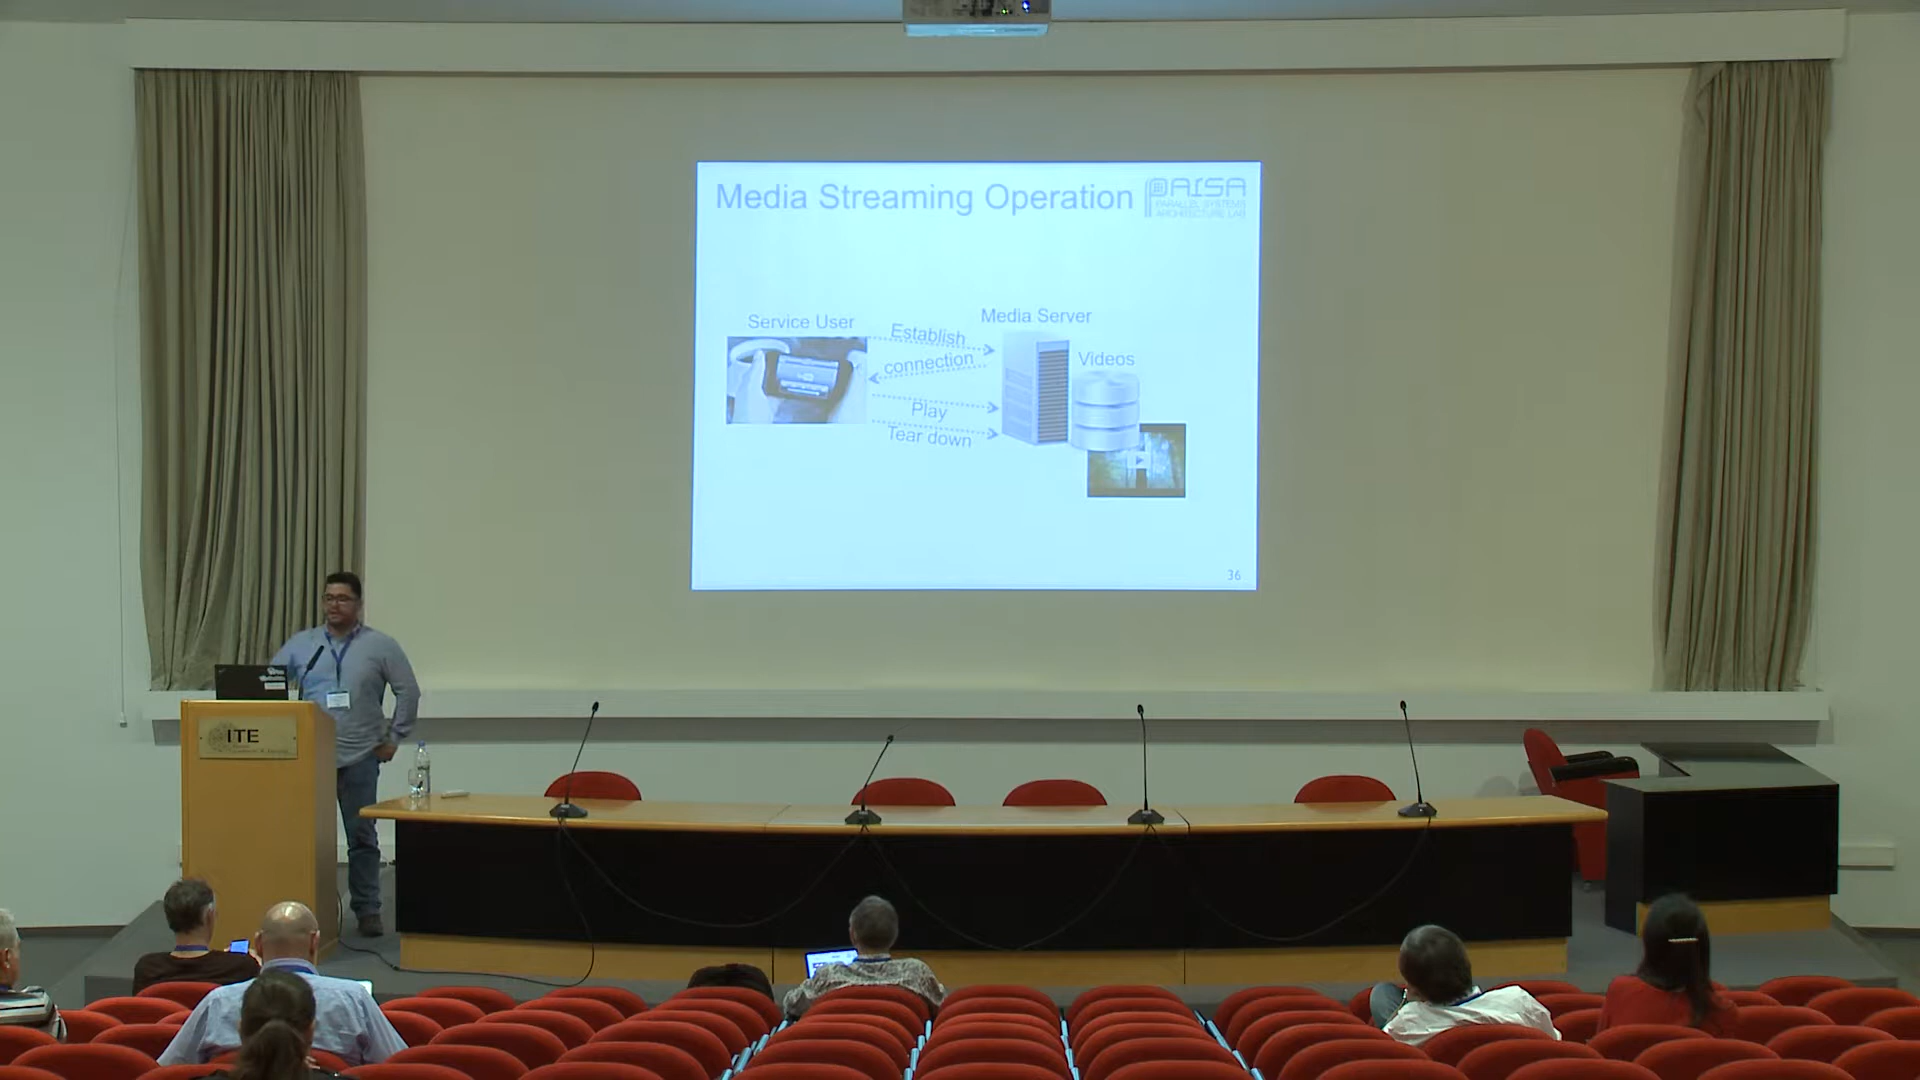 Media Streaming Operation
PARSA
PARALLEL SYSTEMS
ARCHITECTURE LAB
Service User
Media Server
Establish
connection
Videos
Play
Tear down
36
ITE